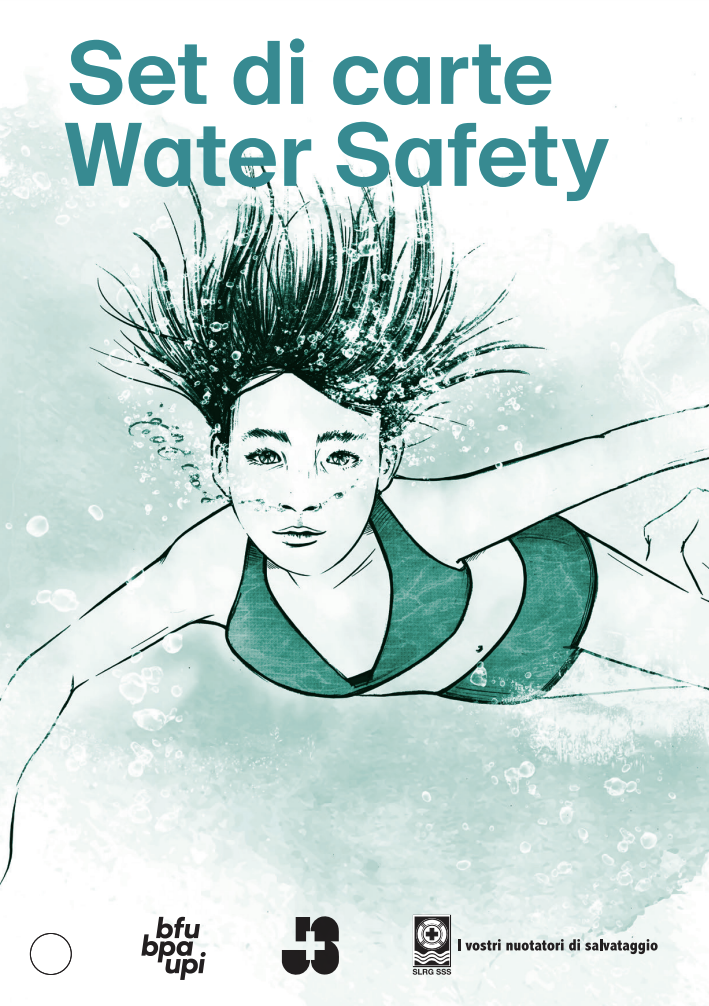 Set di carte
Water Safety
bfu
bpa
upi
I vostri nuotatori di salvataggio
SLRG SSS